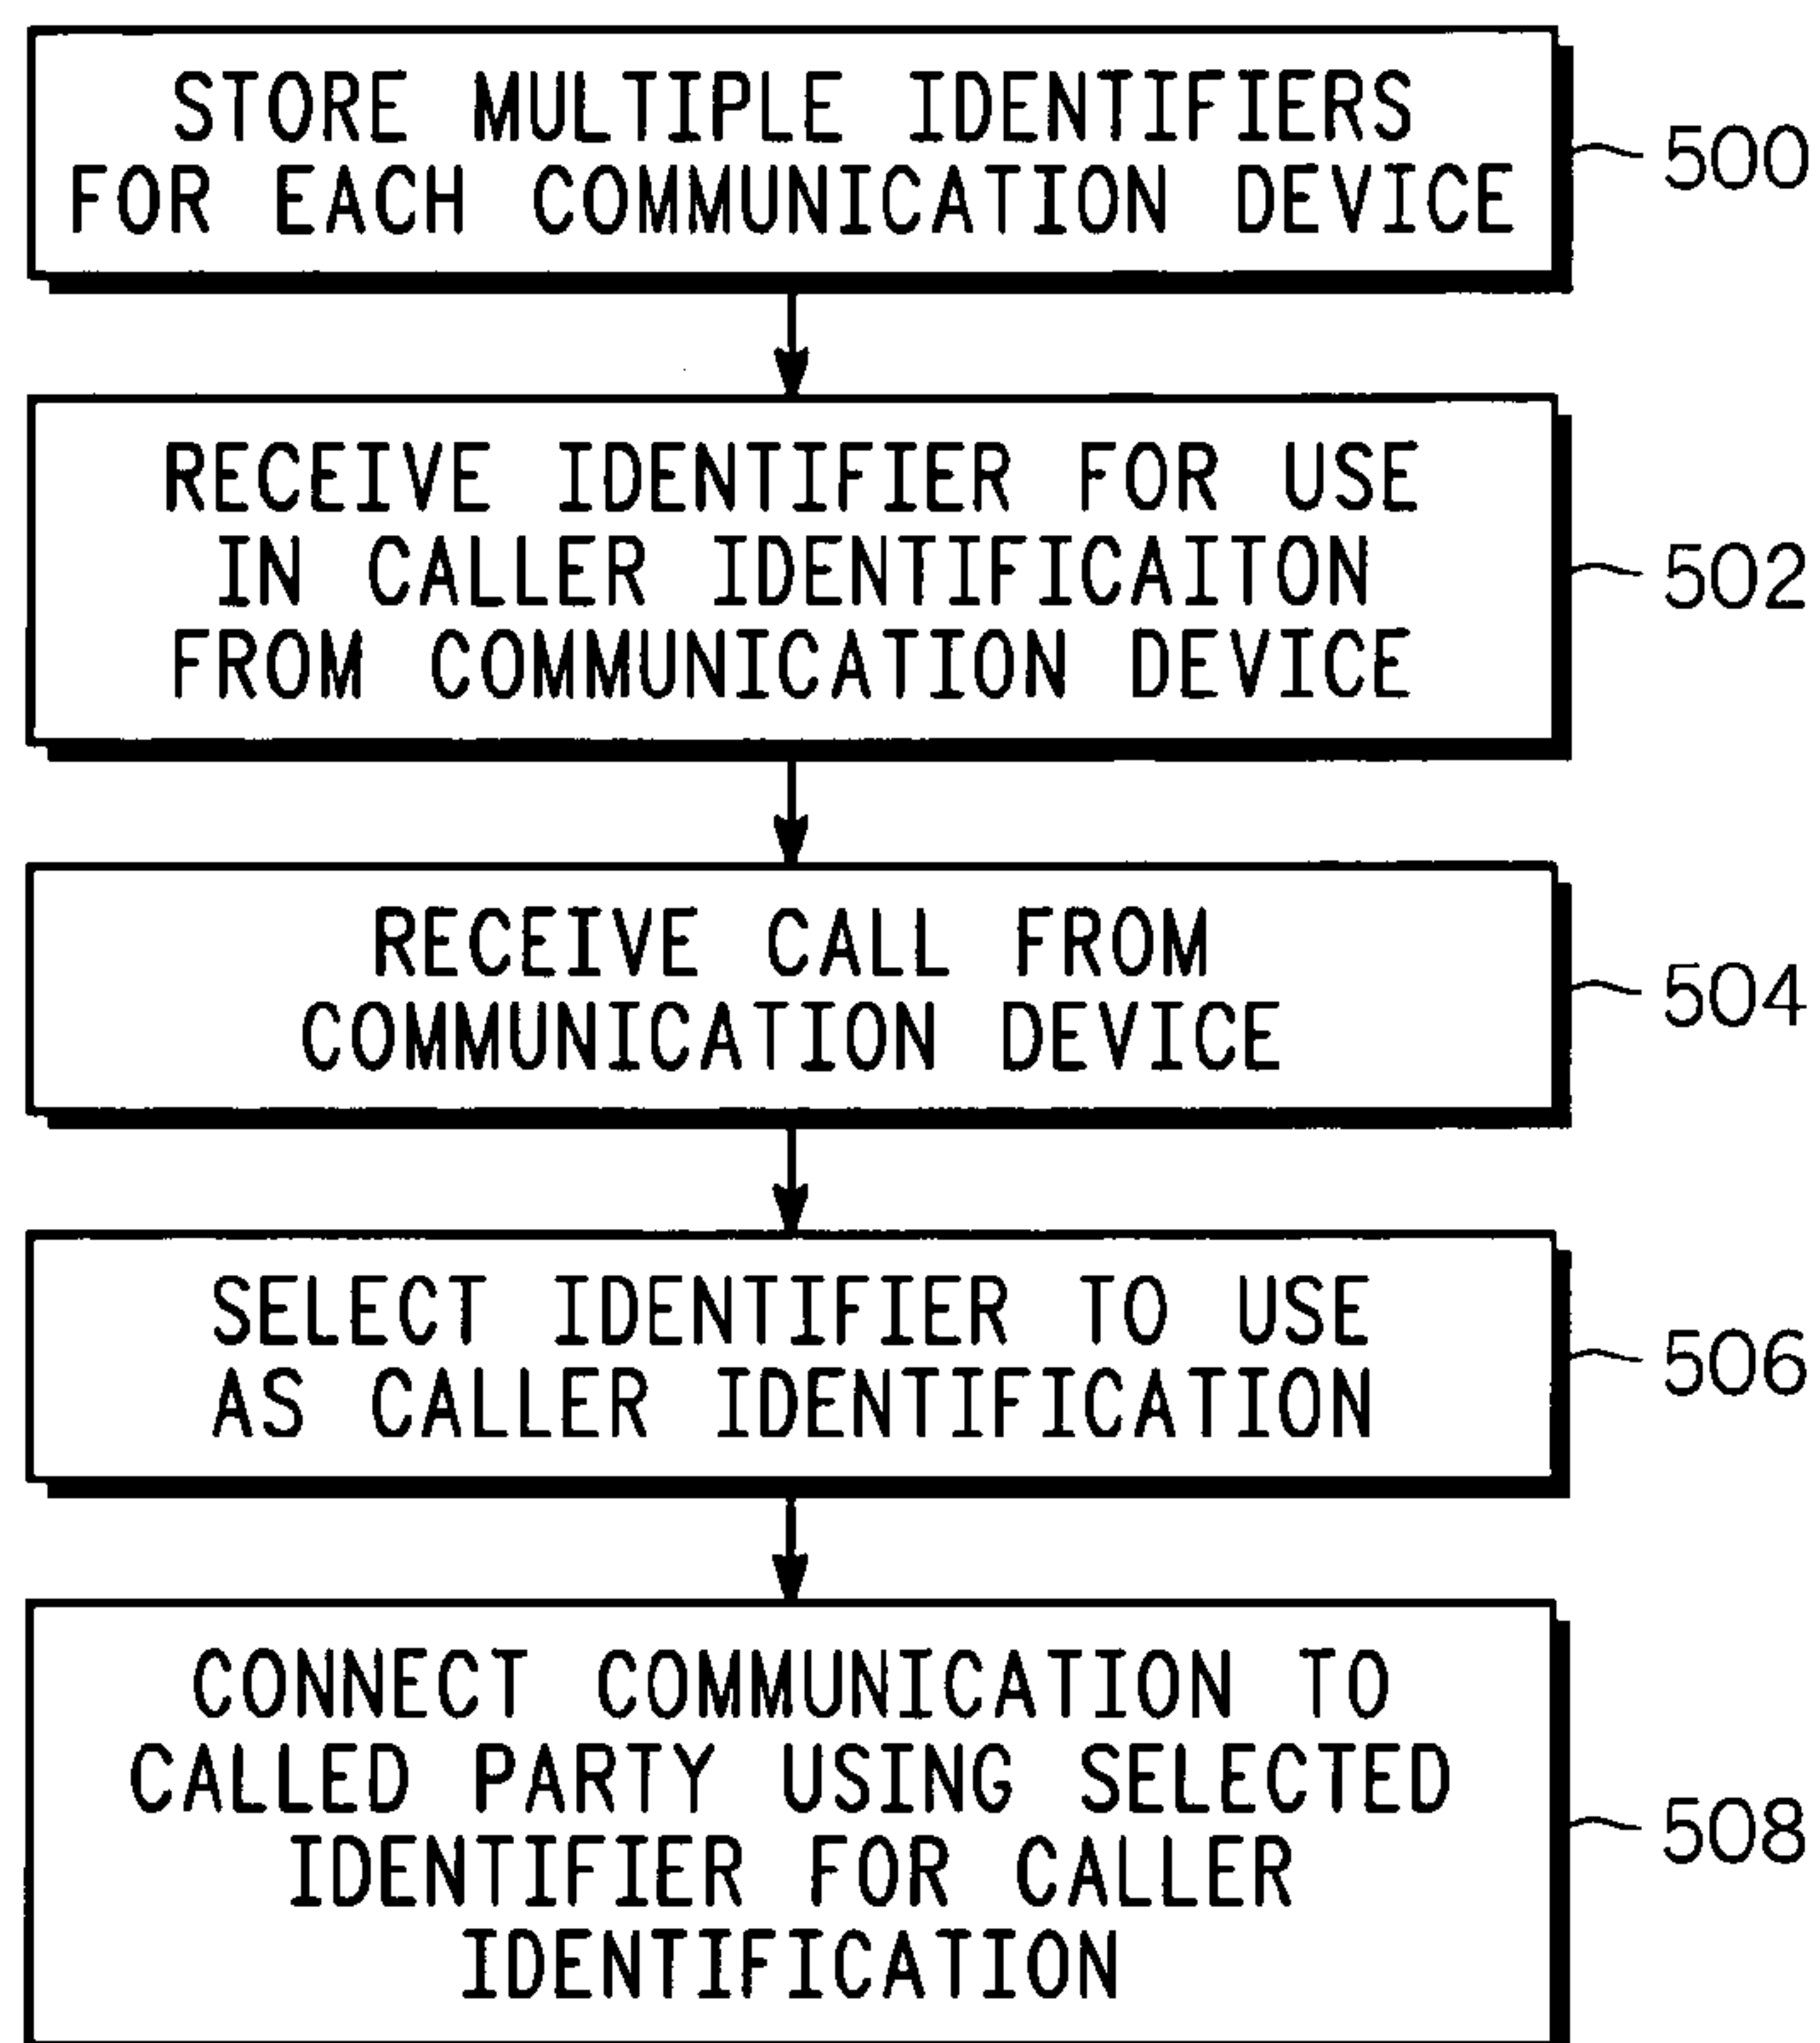 STORE MULTIPLE IDENTIFIERS
FOR EACH COMMUNICATION DEVICE
500
RECEIVE IDENTIFIER FOR USE
IN CALLER IDENTIFICAITON
FROM COMMUNICATION DEVICE
502
RECEIVE CALL FROM
COMMUNICATION DEVICE
504
SELECT IDENTIFIER TO USE
AS CALLER IDENTIFICATION
506
CONNECT COMMUNICATION TO
CALLED PARTY USING SELECTED
IDENTIFIER FOR CALLER
IDENTIFICATION
508